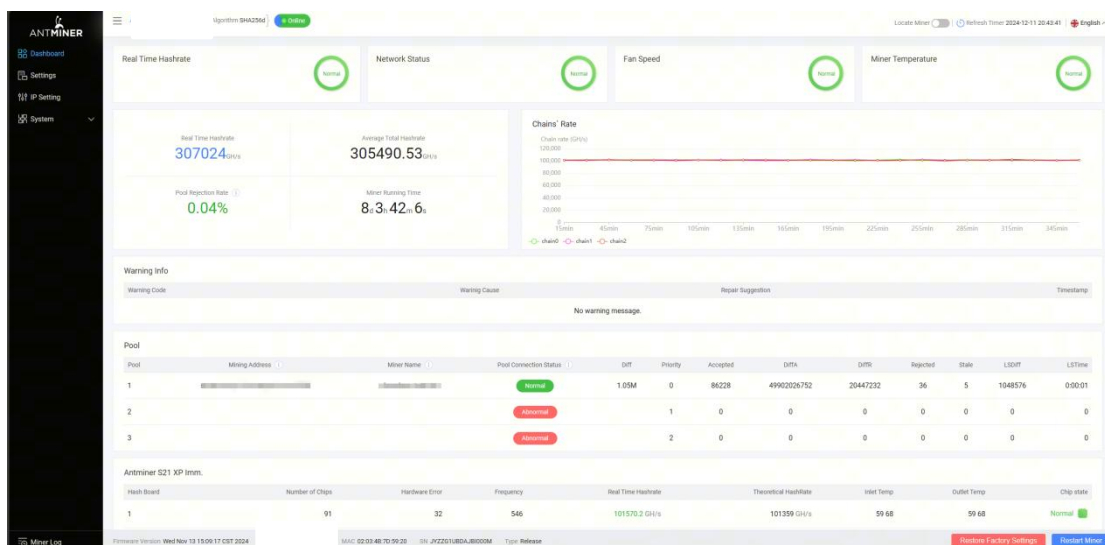 ANTMINER
Dashboard
Settings
IP Setting
System
Miner Log
lgorithm SHA256d
Online
Locate Miner
Refresh Timer 2024-12-11 20:43:41
English
Real Time Hashrate
Normal
Network Status
Normal
Fan Speed
Normal
Miner Temperature
Normal
Real Time Hashrate
307024GH/s
Average Total Hashrate
305490.53GH/s
Pool Rejection Rate
0.04%
Miner Running Time
8d 3h 42m 6s
Chains` Rate
Chain rate (GH/s)
120,000
100,000
80,000
60,000
40,000
20,000
0
15min 45min 75min 105min 135min 165min 195min 225min 255min 285min 315min 345min
chain0 chain1 chain2
Warning Info
Warning Code Waring Cause Repair Suggestion Timestamp
No warning message.
Pool
Pool Mining Address Miner Name Pool Connection Status Diff Priority Accepted DiffA DiffR Rejected Stale LSDiff LSTime
1 Normal 1.05M 0 86228 49902026752 20447232 36 5 1048576 0:00:01
2 Abnormal 1 0 0 0 0 0 0 0
3 Abnormal 2 0 0 0 0 0 0 0
Antminer S21 XP Imm.
Hash Board Number of Chips Hardware Error Frequency Real Time Hashrate Theoretical HashRate Inlet Temp Outlet Temp Chip state
1 91 32 546 101570.2 GH/s 101359 GH/s 59 68 59 68 Normal
Firmware Version Wed Nov 13 15:09:17 CST 2024 MAC 02:03:48:7D:59:20 SN JYZZG1UBDAJBI000M Type Release
Restore Factory Settings
Restart Miner